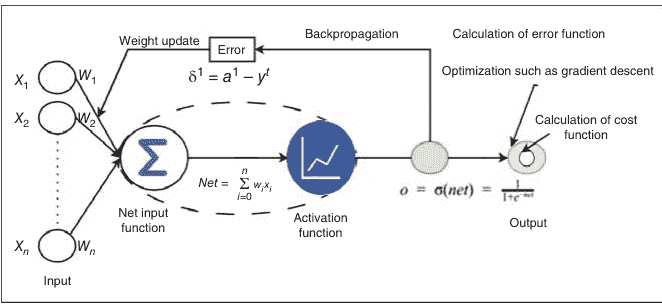 Backpropagation
Calculation of error function
Weight update
Error
δ¹ = a¹ − yᵗ
Optimization such as gradient descent
Calculation of cost
function
X₁
W₁
X₂
W₂
Σ
Net = Σ wᵢxᵢ
n
i=0
o = σ(net) = 1/(1+e⁻ⁿᵉᵗ)
Net input
function
Activation
function
Output
Xₙ
Wₙ
Input